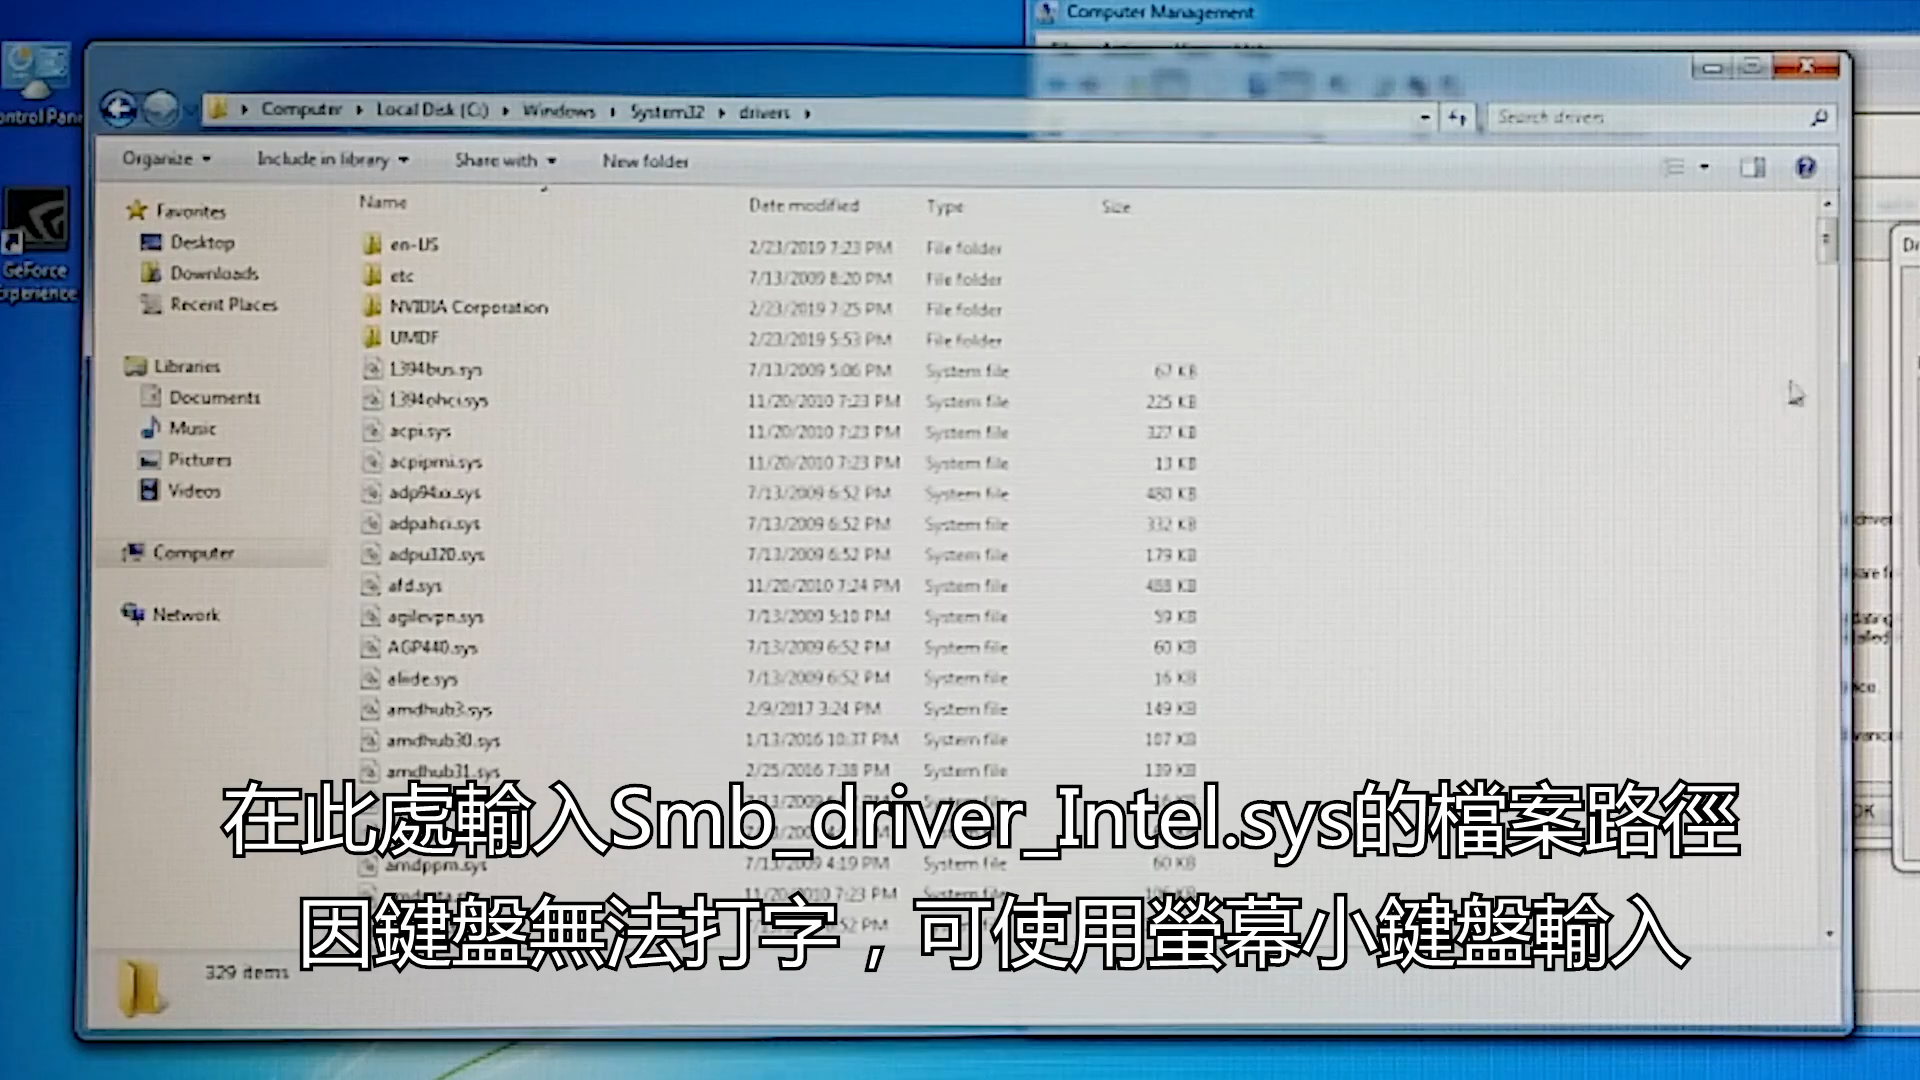 Computer Management
Control Panel
Computer
Local Disk (C:)
Windows
System32
drivers
Search drivers
Organize
Include in library
Share with
New folder
Name
Date modified
Type
Size
Favorites
Desktop
Downloads
Recent Places
Libraries
Documents
Music
Pictures
Videos
Computer
Network
GeForce
Experience
en-US 2/23/2019 7:23 PM File folder
etc 7/13/2009 8:20 PM File folder
NVIDIA Corporation 2/23/2019 7:25 PM File folder
UMDF 2/23/2019 5:53 PM File folder
1394bus.sys 7/13/2009 5:06 PM System file 67 KB
1394ohci.sys 11/20/2010 7:23 PM System file 225 KB
acpi.sys 11/20/2010 7:23 PM System file 327 KB
acpipmi.sys 11/20/2010 7:23 PM System file 13 KB
adp94xx.sys 7/13/2009 6:52 PM System file 480 KB
adpahci.sys 7/13/2009 6:52 PM System file 332 KB
adpu320.sys 7/13/2009 6:52 PM System file 179 KB
afd.sys 11/20/2010 7:24 PM System file 488 KB
agilevpn.sys 7/13/2009 5:10 PM System file 59 KB
AGP440.sys 7/13/2009 6:52 PM System file 60 KB
aliide.sys 7/13/2009 6:52 PM System file 16 KB
amdhub3.sys 2/9/2017 3:24 PM System file 149 KB
amdhub30.sys 1/13/2016 10:37 PM System file 107 KB
amdhub31.sys 2/25/2016 7:38 PM System file 139 KB
amdppm.sys 7/13/2009 4:19 PM System file 60 KB
11/20/2010 7:23 PM
329 items
在此處輸入Smb_driver_Intel.sys的檔案路徑
因鍵盤無法打字，可使用螢幕小鍵盤輸入